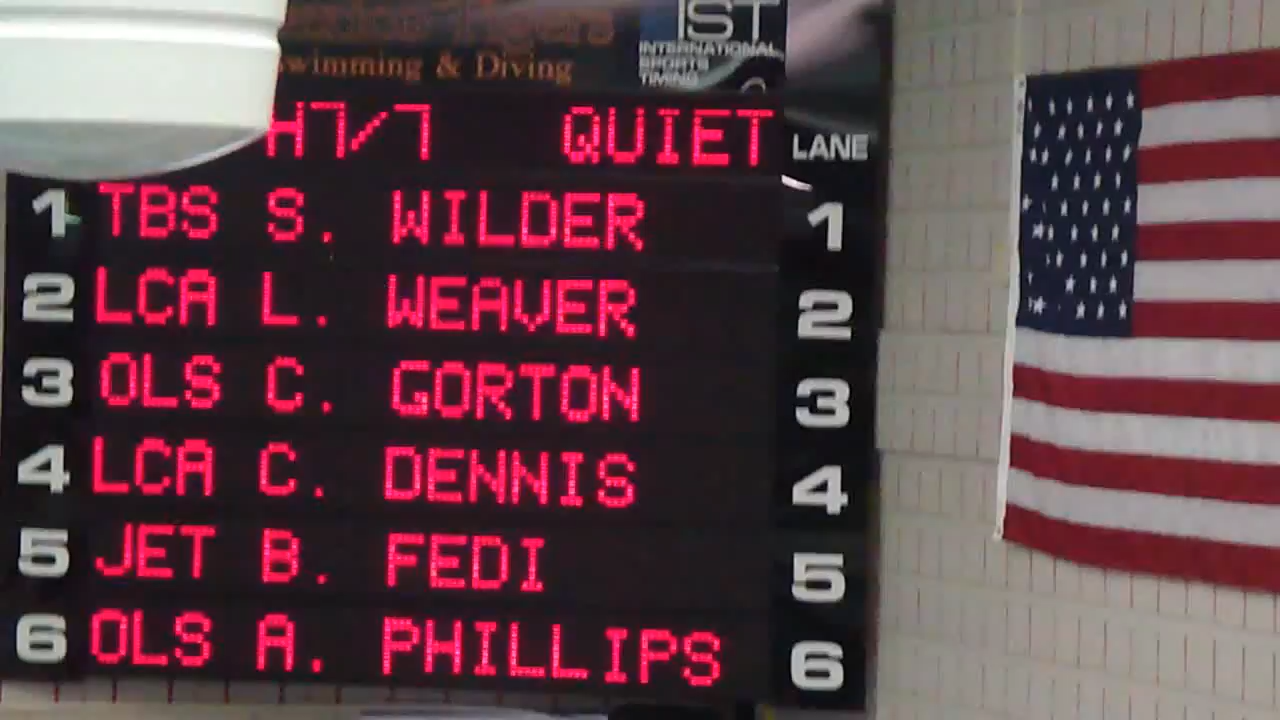 swimming & Diving
IST
INTERNATIONAL
SPORTS
TIMING
H7/7 QUIET LANE
1 TBS S. WILDER 1
2 LCA L. WEAVER 2
3 OLS C. GORTON 3
4 LCA C. DENNIS 4
5 JET B. FEDI 5
6 OLS A. PHILLIPS 6